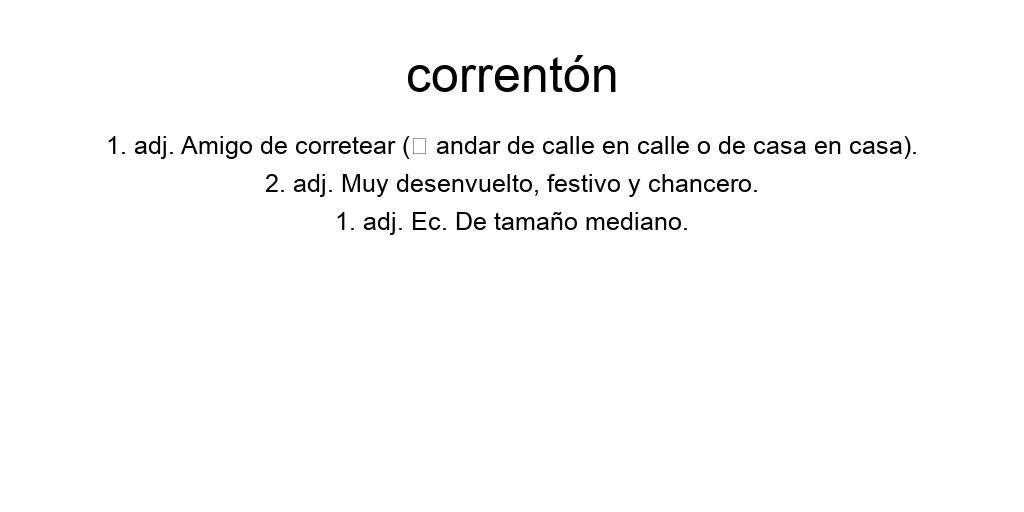 correntón
1. adj. Amigo de corretear (□ andar de calle en calle o de casa en casa).
2. adj. Muy desenvuelto, festivo y chancero.
1. adj. Ec. De tamaño mediano.